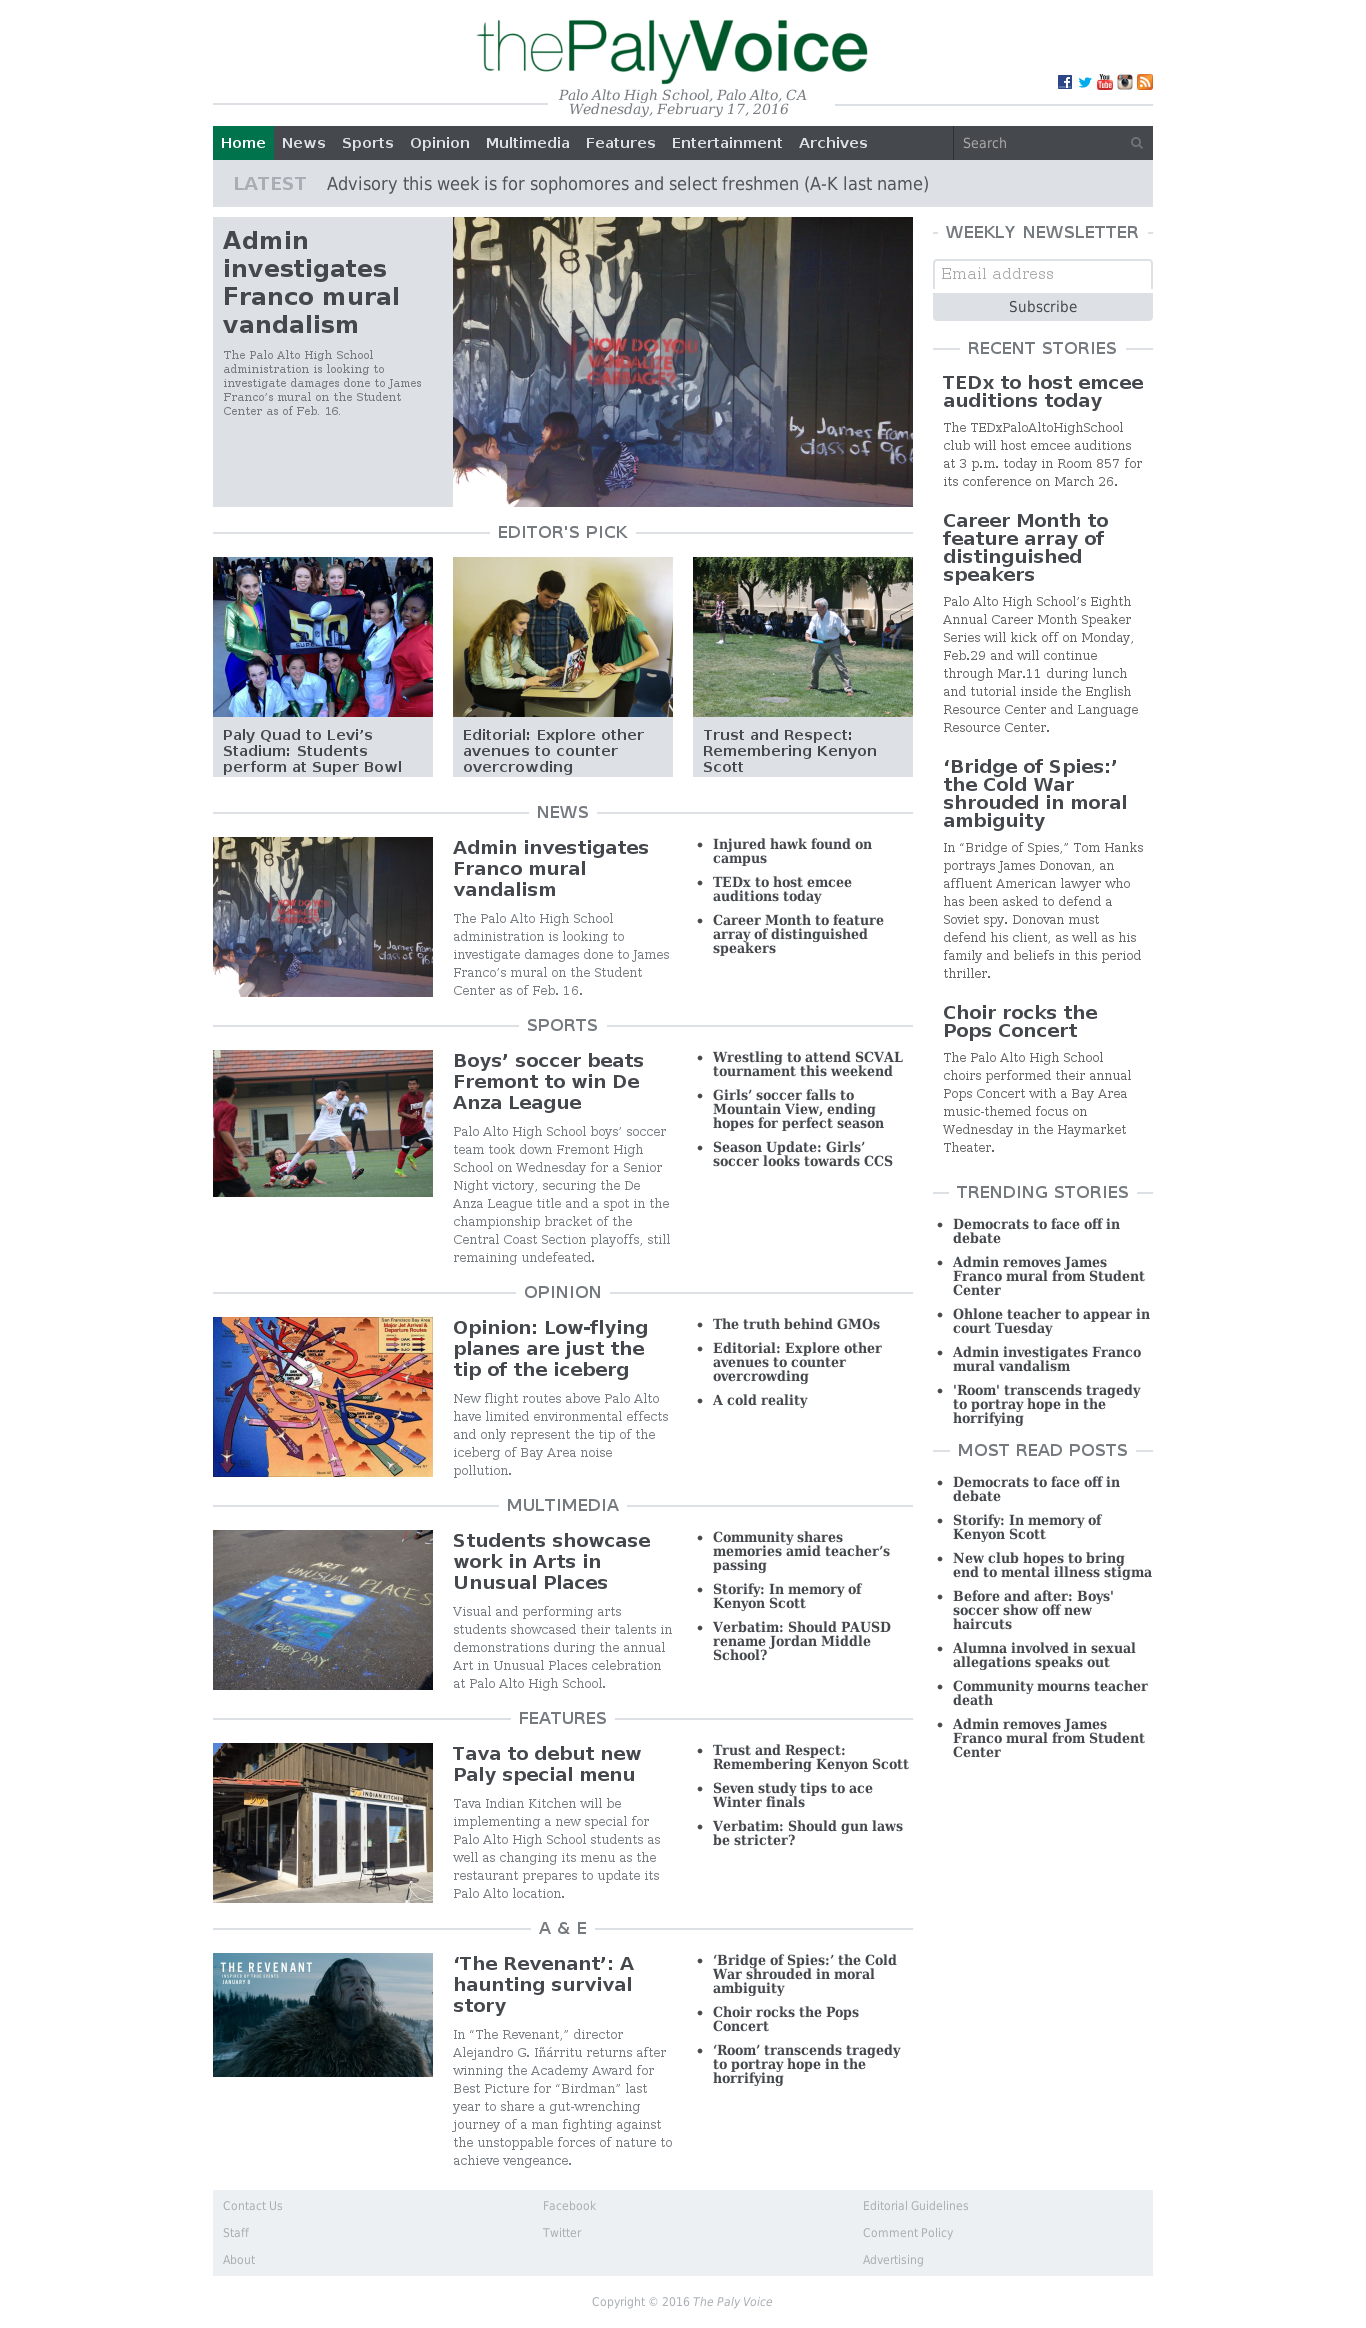 thePalyVoice
Palo Alto High School, Palo Alto, CA
Wednesday, February 17, 2016
Home News Sports Opinion Multimedia Features Entertainment Archives Search
LATEST Advisory this week is for sophomores and select freshmen (A-K last name)
Admin
investigates
Franco mural
vandalism
The Palo Alto High School
administration is looking to
investigate damages done to James
Franco’s mural on the Student
Center as of Feb. 16.
HOW DO YOU
VANDALIZE
GARBAGE?
by James Franco
class of '96
EDITOR'S PICK
Paly Quad to Levi’s
Stadium: Students
perform at Super Bowl
Editorial: Explore other
avenues to counter
overcrowding
Trust and Respect:
Remembering Kenyon
Scott
NEWS
Admin investigates
Franco mural
vandalism
The Palo Alto High School
administration is looking to
investigate damages done to James
Franco’s mural on the Student
Center as of Feb. 16.
Injured hawk found on
campus
TEDx to host emcee
auditions today
Career Month to feature
array of distinguished
speakers
SPORTS
Boys’ soccer beats
Fremont to win De
Anza League
Palo Alto High School boys’ soccer
team took down Fremont High
School on Wednesday for a Senior
Night victory, securing the De
Anza League title and a spot in the
championship bracket of the
Central Coast Section playoffs, still
remaining undefeated.
Wrestling to attend SCVAL
tournament this weekend
Girls’ soccer falls to
Mountain View, ending
hopes for perfect season
Season Update: Girls’
soccer looks towards CCS
OPINION
San Francisco Bay Area
Major Jet Arrival &
Departure Routes
Opinion: Low-flying
planes are just the
tip of the iceberg
New flight routes above Palo Alto
have limited environmental effects
and only represent the tip of the
iceberg of Bay Area noise
pollution.
The truth behind GMOs
Editorial: Explore other
avenues to counter
overcrowding
A cold reality
MULTIMEDIA
ART IN
UNUSUAL PLACES
ABBY DAY
Students showcase
work in Arts in
Unusual Places
Visual and performing arts
students showcased their talents in
demonstrations during the annual
Art in Unusual Places celebration
at Palo Alto High School.
Community shares
memories amid teacher’s
passing
Storify: In memory of
Kenyon Scott
Verbatim: Should PAUSD
rename Jordan Middle
School?
FEATURES
INDIAN KITCHEN
Tava to debut new
Paly special menu
Tava Indian Kitchen will be
implementing a new special for
Palo Alto High School students as
well as changing its menu as the
restaurant prepares to update its
Palo Alto location.
Trust and Respect:
Remembering Kenyon Scott
Seven study tips to ace
Winter finals
Verbatim: Should gun laws
be stricter?
A & E
THE REVENANT
INSPIRED BY TRUE EVENTS
JANUARY 8
‘The Revenant’: A
haunting survival
story
In “The Revenant,” director
Alejandro G. Iñárritu returns after
winning the Academy Award for
Best Picture for “Birdman” last
year to share a gut-wrenching
journey of a man fighting against
the unstoppable forces of nature to
achieve vengeance.
‘Bridge of Spies:’ the Cold
War shrouded in moral
ambiguity
Choir rocks the Pops
Concert
‘Room’ transcends tragedy
to portray hope in the
horrifying
WEEKLY NEWSLETTER
Email address
Subscribe
RECENT STORIES
TEDx to host emcee
auditions today
The TEDxPaloAltoHighSchool
club will host emcee auditions
at 3 p.m. today in Room 857 for
its conference on March 26.
Career Month to
feature array of
distinguished
speakers
Palo Alto High School’s Eighth
Annual Career Month Speaker
Series will kick off on Monday,
Feb.29 and will continue
through Mar.11 during lunch
and tutorial inside the English
Resource Center and Language
Resource Center.
‘Bridge of Spies:’
the Cold War
shrouded in moral
ambiguity
In “Bridge of Spies,” Tom Hanks
portrays James Donovan, an
affluent American lawyer who
has been asked to defend a
Soviet spy. Donovan must
defend his client, as well as his
family and beliefs in this period
thriller.
Choir rocks the
Pops Concert
The Palo Alto High School
choirs performed their annual
Pops Concert with a Bay Area
music-themed focus on
Wednesday in the Haymarket
Theater.
TRENDING STORIES
Democrats to face off in
debate
Admin removes James
Franco mural from Student
Center
Ohlone teacher to appear in
court Tuesday
Admin investigates Franco
mural vandalism
'Room' transcends tragedy
to portray hope in the
horrifying
MOST READ POSTS
Democrats to face off in
debate
Storify: In memory of
Kenyon Scott
New club hopes to bring
end to mental illness stigma
Before and after: Boys'
soccer show off new
haircuts
Alumna involved in sexual
allegations speaks out
Community mourns teacher
death
Admin removes James
Franco mural from Student
Center
Contact Us Facebook Editorial Guidelines
Staff Twitter Comment Policy
About Advertising
Copyright © 2016 The Paly Voice